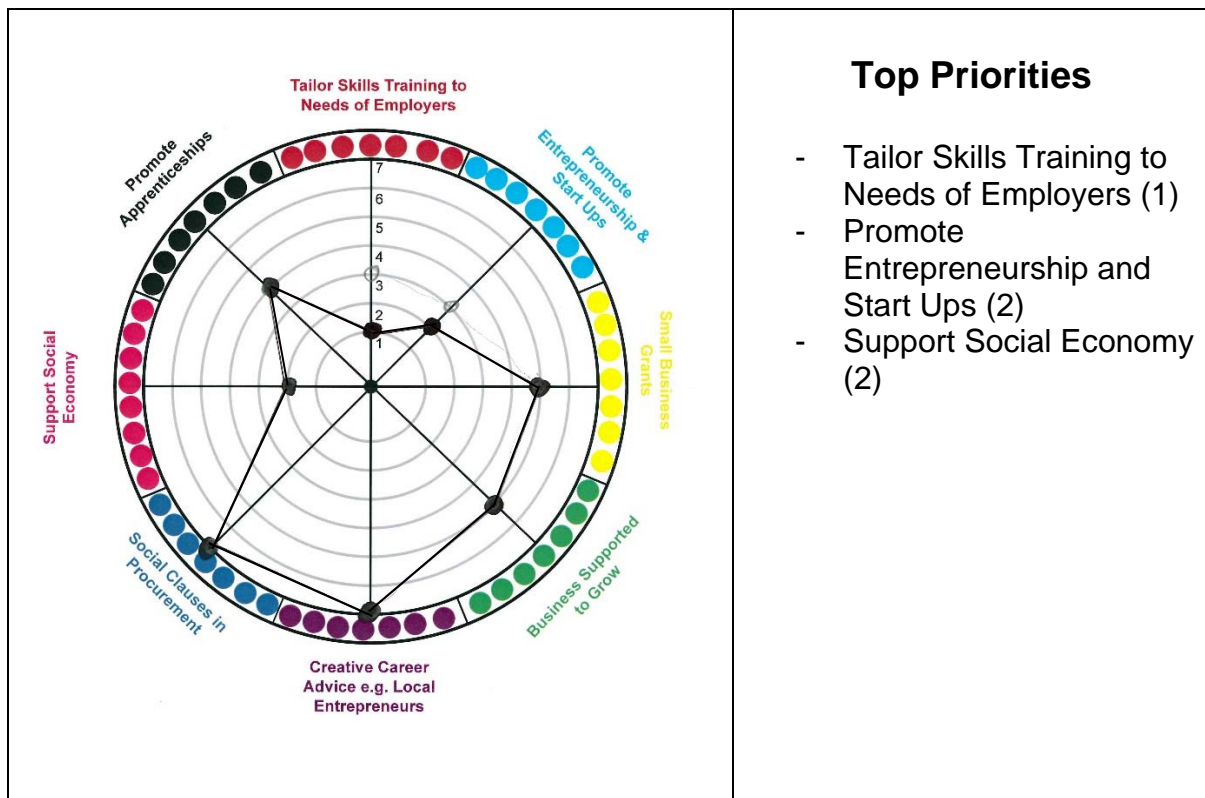 Tailor Skills Training to
Needs of Employers
Promote
Entrepreneurship &
Start Ups
Small Business
Grants
Business Supported
to Grow
Creative Career
Advice e.g. Local
Entrepreneurs
Social Clauses in
Procurement
Support Social
Economy
Promote
Apprenticeships
7
6
5
4
3
2
1
Top Priorities
- Tailor Skills Training to
Needs of Employers (1)
- Promote
Entrepreneurship and
Start Ups (2)
- Support Social Economy
(2)